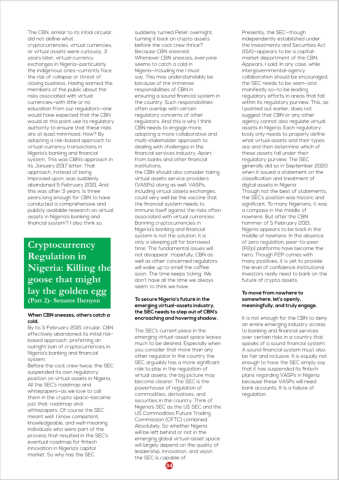 The CBN, similar to its initial circular,
did not define what
cryptocurrencies, virtual currencies,
or virtual assets were curiously. 3
years later, virtual-currency
exchanges in Nigeria–particularly
the indigenous ones–currently face
the risk of collapse or threat of
closing business. Having warned the
members of the public about the
risks associated with virtual
currencies–with little or no
education from our regulators–one
would have expected that the CBN
would at this point use its regulatory
authority to ensure that these risks
are at least minimized. How? By
adopting a risk-based approach to
virtual-currency transactions in
Nigeria's banking and financial
system. This was CBN's approach in
its January 2017 letter. That
approach, instead of being
improved upon, was suddenly
abandoned 5 February 2021. And
this was after 3 years. Is three
years long enough for CBN to have
conducted a comprehensive and
publicly available research on virtual
assets in Nigeria's banking and
financial system? I also think so.
Cryptocurrency
Regulation in
Nigeria: Killing the
goose that might
lay the golden egg
(Part 2)- Senator Ihenyen
When CBN sneezes, others catch a
cold.
By its 5 February 2021 circular, CBN
effectively abandoned its initial risk-
based approach, preferring an
outright ban of cryptocurrencies in
Nigeria's banking and financial
system.
Before the cock crew twice, the SEC
suspended its own regulatory
position on virtual assets in Nigeria.
All the SEC's roadmap and
whitepapers–as we love to call
them in the crypto space–became
just that: roadmap and
whitepapers. Of course the SEC
meant well. I know competent,
knowledgeable, and well-meaning
individuals who were part of the
process that resulted in the SEC's
eventual roadmap for fintech
innovation in Nigeria's capital
market. So why has the SEC
suddenly turned Peter overnight,
turning it back on crypto assets
before the cock crew thrice?
Because CBN sneezed.
Whenever CBN sneezes, everyone
seems to catch a cold in
Nigeria–including me I must
say. This may understandably be
because of the immense
responsibilities of CBN in
ensuring a sound financial system in
the country. Such responsibilities
often overlap with certain
regulatory concerns of other
regulators. And this is why I think
CBN needs to engage more,
adopting a more collaborative and
multi-stakeholder approach to
dealing with challenges in the
financial service industry. Apart
from banks and other financial
institutions,
the CBN should also consider taking
virtual assets service providers
(VASPs) along as well. VASPs,
including virtual assets exchanges,
could very well be the vaccine that
the financial system needs to
immune itself against the risks often
associated with virtual currencies.
Banning cryptocurrencies in
Nigeria's banking and financial
system is not the solution. It is
only a sleeping pill for borrowed
time. The fundamental issues will
not disappear. Hopefully, CBN as
well as other concerned regulators
will wake up to smell the coffee
soon. The time keeps ticking. We
don't have all the time we always
seem to think we have.
To secure Nigeria's future in the
emerging virtual-assets industry,
the SEC needs to step out of CBN's
encroaching and hovering shadow.
The SEC's current place in the
emerging virtual-asset space leaves
much to be desired. Especially when
you consider that more than any
other regulator in the country the
SEC arguably has a more significant
role to play in the regulation of
virtual assets, the big picture may
become clearer. The SEC is the
powerhouse of regulation of
commodities, derivatives, and
securities in the country. Think of
Nigeria's SEC as the US SEC and the
US Commodities Future Trading
Commission (CFTC) combined.
Absolutely. So whether Nigeria
will be left behind or not in the
emerging global virtual-asset space
will largely depend on the quality of
leadership, innovation, and vision
the SEC is capable of.
Presently, the SEC–though
independently established under
the Investments and Securities Act
(ISA)–appears to be a capital-
market department of the CBN.
Appears, I said. In any case, while
intergovernmental-agency
collaboration should be encouraged,
the SEC needs to be seen–and
manifestly so–to be leading
regulatory efforts in areas that fall
within its regulatory purview. This, as
I pointed out earlier, does not
suggest that CBN or any other
agency cannot also regulate virtual
assets in Nigeria. Each regulatory
body only needs to properly define
what virtual assets and their types
are and then determine which of
these assets fall under their
regulatory purview. The SEC
generally did so in September 2020
when it issued a statement on the
classification and treatment of
digital assets in Nigeria.
Though not the best of statements,
the SEC's position was historic and
significant. To many Nigerians, it was
a compass in the middle of
nowhere. But after the CBN
hammer of 5 February 2021,
Nigeria appears to be back in the
middle of nowhere. In the absence
of zero regulation, peer-to-peer
(P2p) platforms have become the
hero. Though P2P comes with
many positives, it is yet to provide
the level of confidence institutional
investors really need to bank on the
future of crypto assets.
To move from nowhere to
somewhere, let's openly,
meaningfully, and truly engage.
It is not enough for the CBN to deny
an entire emerging industry access
to banking and financial services
over certain risks in a country that
speaks of a sound financial system.
A sound financial system must also
be fair and inclusive. It is equally not
enough to have the SEC simply say
that it has suspended its fintech
plans regarding VASPs in Nigeria
because these VASPs will need
bank accounts. It is a failure of
regulation.